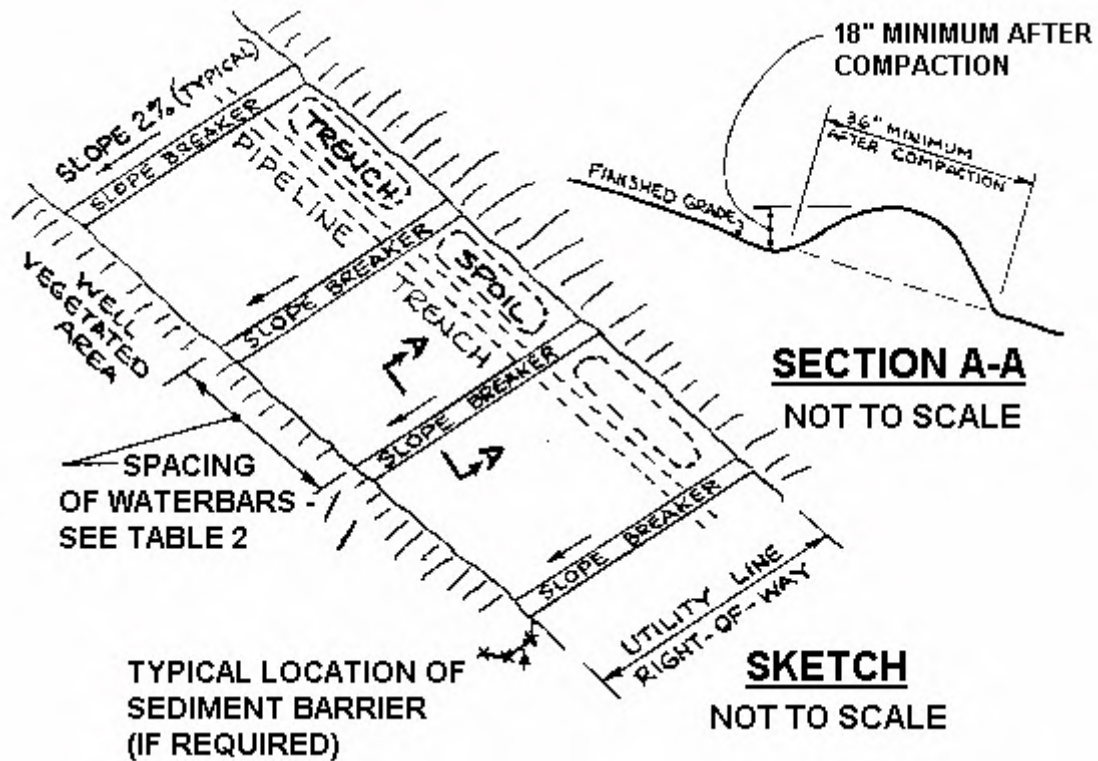 18" MINIMUM AFTER
COMPACTION
36" MINIMUM
AFTER COMPACTION
FINISHED GRADE
SLOPE 2% (TYPICAL)
SLOPE BREAKER
TRENCH
PIPELINE
SLOPE BREAKER
SPOIL
TRENCH
WELL
VEGETATED
AREA
A
SLOPE BREAKER
A
SECTION A-A
NOT TO SCALE
SPACING
OF WATERBARS -
SEE TABLE 2
SLOPE BREAKER
UTILITY LINE
RIGHT-OF-WAY
TYPICAL LOCATION OF
SEDIMENT BARRIER
(IF REQUIRED)
SKETCH
NOT TO SCALE